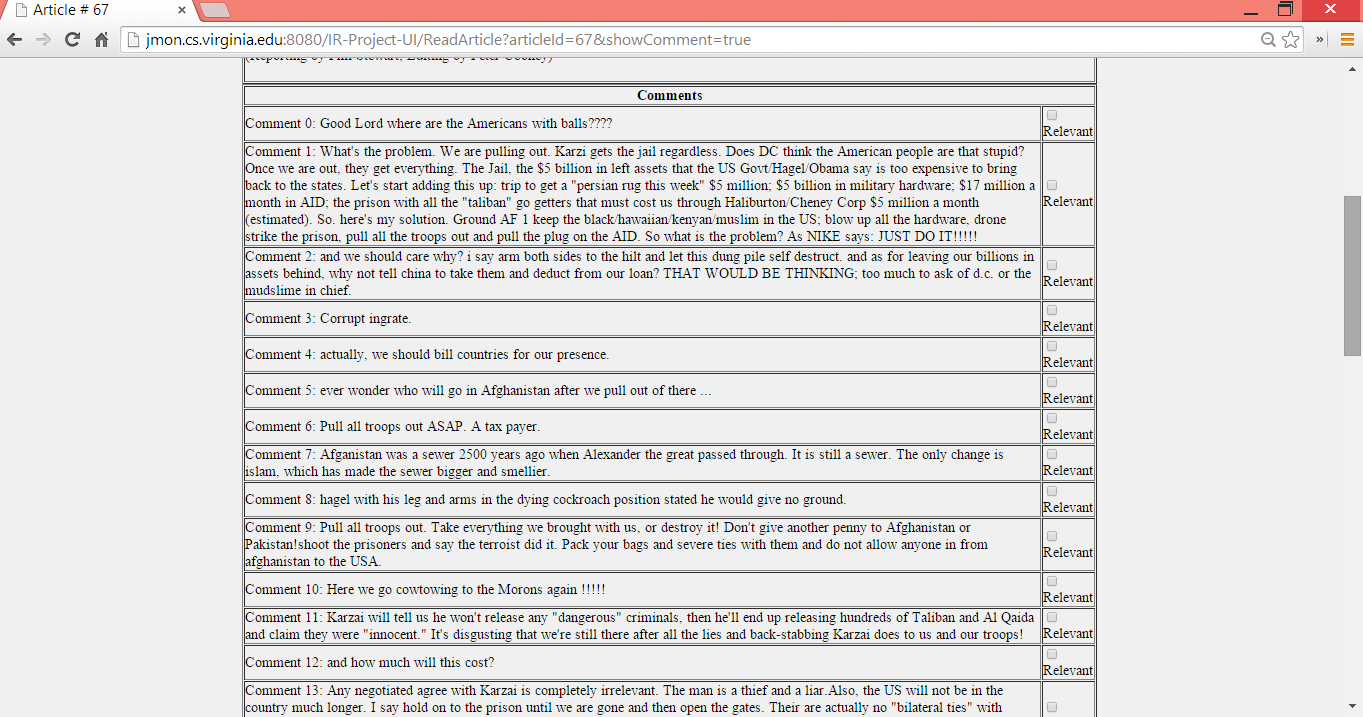 Article # 67
jmon.cs.virginia.edu:8080/IR-Project-UI/ReadArticle?articleId=67&showComment=true
(Reporting by Phil Stewart; Editing by Peter Cooney)
Comments
Comment 0: Good Lord where are the Americans with balls????
Relevant
Comment 1: What's the problem. We are pulling out. Karzi gets the jail regardless. Does DC think the American people are that stupid?
Once we are out, they get everything. The Jail, the $5 billion in left assets that the US Govt/Hagel/Obama say is too expensive to bring
back to the states. Let's start adding this up: trip to get a "persian rug this week" $5 million; $5 billion in military hardware; $17 million a
month in AID; the prison with all the "taliban" go getters that must cost us through Haliburton/Cheney Corp $5 million a month
(estimated). So. here's my solution. Ground AF 1 keep the black/hawaiian/kenyan/muslim in the US; blow up all the hardware, drone
strike the prison, pull all the troops out and pull the plug on the AID. So what is the problem? As NIKE says: JUST DO IT!!!!!
Relevant
Comment 2: and we should care why? i say arm both sides to the hilt and let this dung pile self destruct. and as for leaving our billions in
assets behind, why not tell china to take them and deduct from our loan? THAT WOULD BE THINKING; too much to ask of d.c. or the
mudslime in chief.
Relevant
Comment 3: Corrupt ingrate.
Relevant
Comment 4: actually, we should bill countries for our presence.
Relevant
Comment 5: ever wonder who will go in Afghanistan after we pull out of there ...
Relevant
Comment 6: Pull all troops out ASAP. A tax payer.
Relevant
Comment 7: Afganistan was a sewer 2500 years ago when Alexander the great passed through. It is still a sewer. The only change is
islam, which has made the sewer bigger and smellier.
Relevant
Comment 8: hagel with his leg and arms in the dying cockroach position stated he would give no ground.
Relevant
Comment 9: Pull all troops out. Take everything we brought with us, or destroy it! Don't give another penny to Afghanistan or
Pakistan!shoot the prisoners and say the terroist did it. Pack your bags and severe ties with them and do not allow anyone in from
afghanistan to the USA.
Relevant
Comment 10: Here we go cowtowing to the Morons again !!!!!
Relevant
Comment 11: Karzai will tell us he won't release any "dangerous" criminals, then he'll end up releasing hundreds of Taliban and Al Qaida
and claim they were "innocent." It's disgusting that we're still there after all the lies and back-stabbing Karzai does to us and our troops!
Relevant
Comment 12: and how much will this cost?
Relevant
Comment 13: Any negotiated agree with Karzai is completely irrelevant. The man is a thief and a liar.Also, the US will not be in the
country much longer. I say hold on to the prison until we are gone and then open the gates. Their are actually no "bilateral ties" with